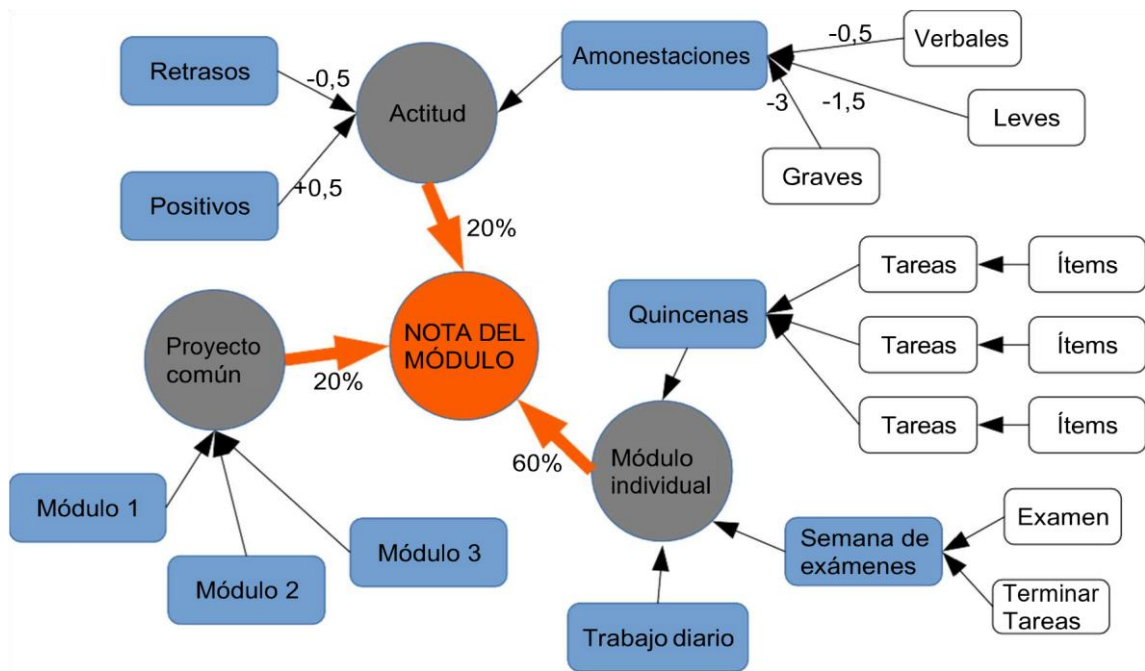 Retrasos
-0,5
Actitud
Positivos
+0,5
Amonestaciones
-0,5
Verbales
-1,5
Leves
-3
Graves
20%
NOTA DEL
MÓDULO
Proyecto
común
20%
Módulo 1
Módulo 2
Módulo 3
60%
Módulo
individual
Quincenas
Tareas
Ítems
Tareas
Ítems
Tareas
Ítems
Semana de
exámenes
Examen
Terminar
Tareas
Trabajo diario